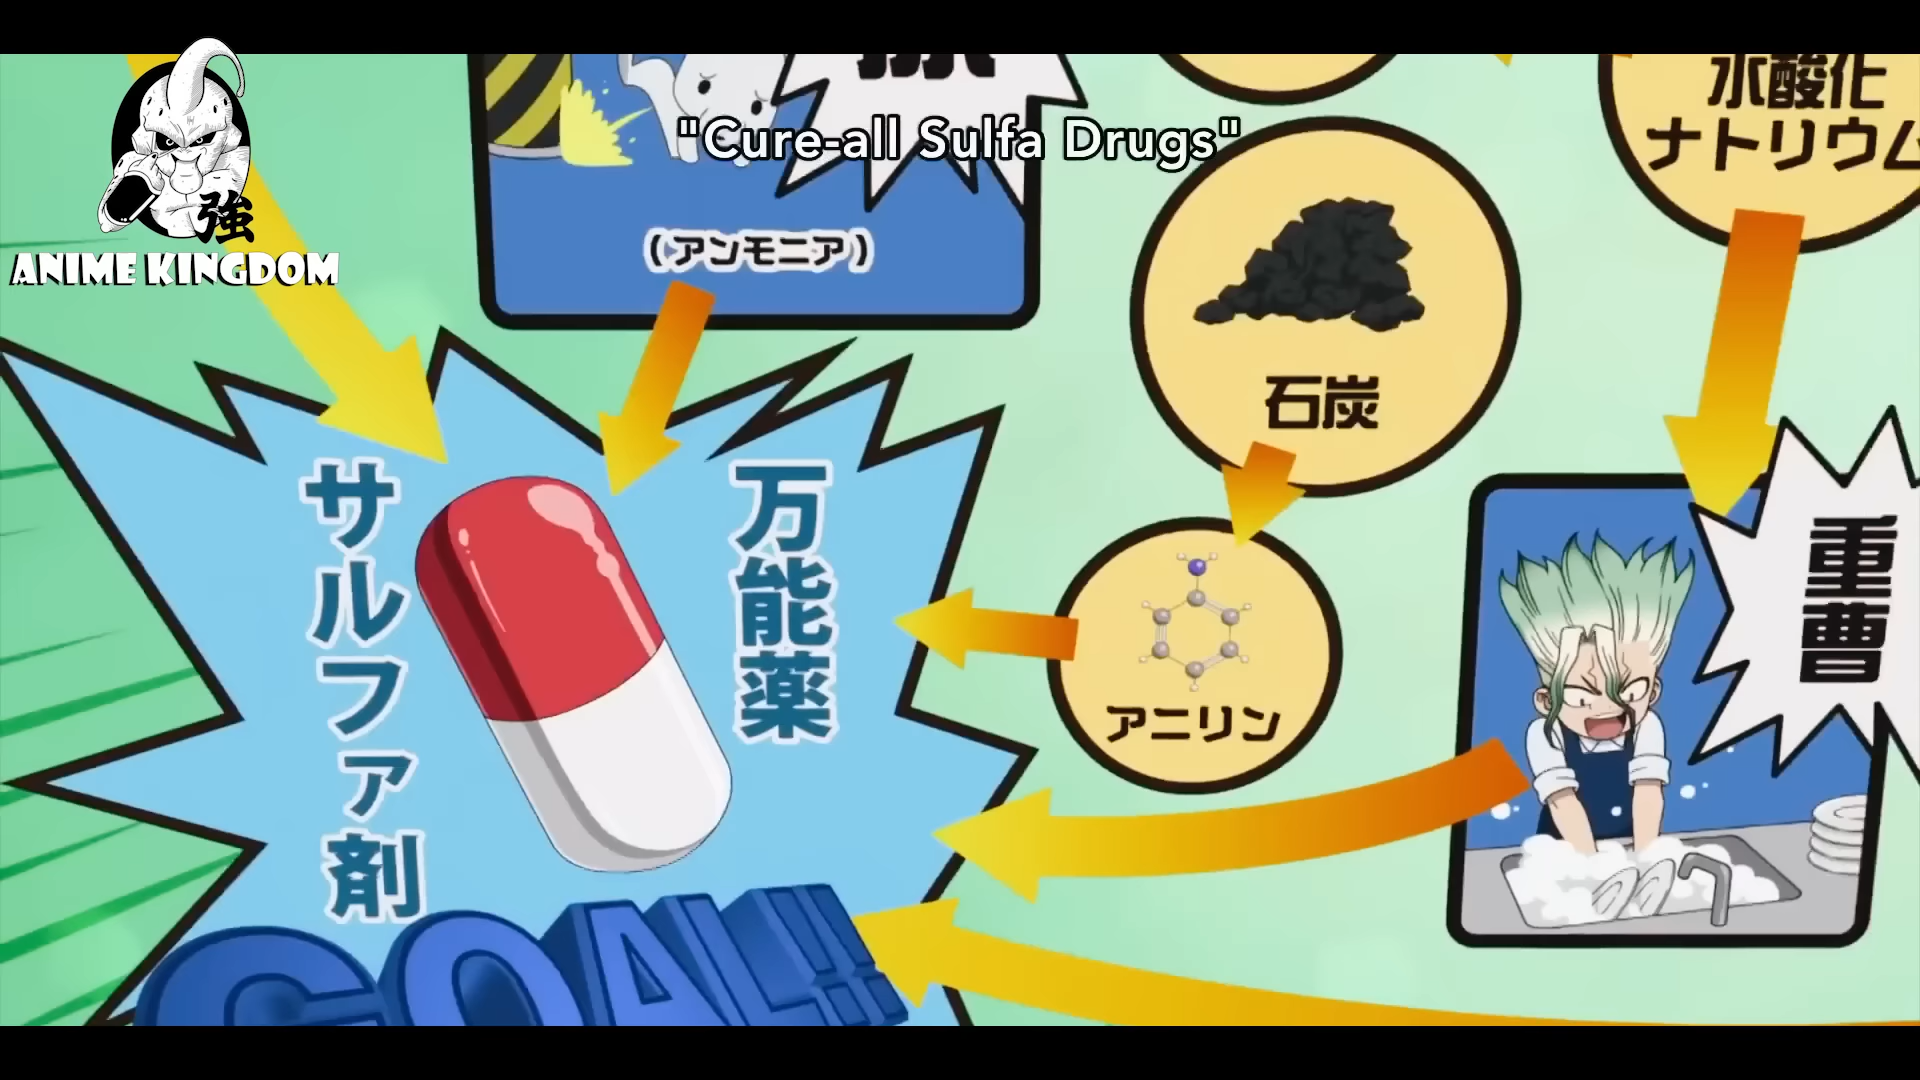 水酸化
ナトリウム
"Cure-all Sulfa Drugs"
強
ANIME KINGDOM
(アンモニア)
石炭
サルファ剤
万能薬
重曹
アニリン
GOAL!!